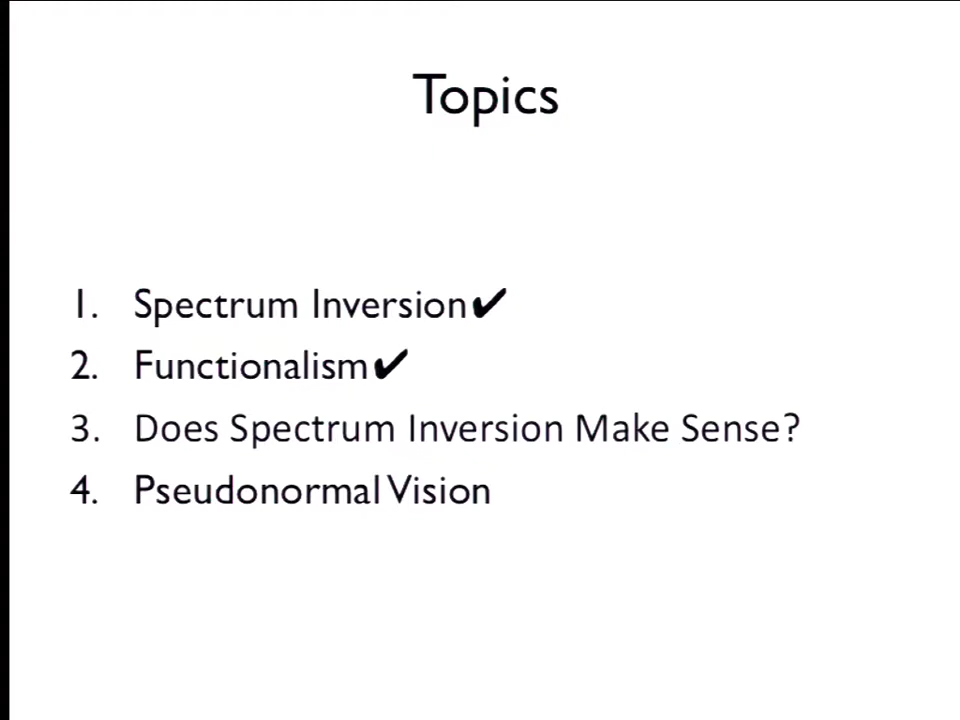 Topics
1. Spectrum Inversion✔
2. Functionalism✔
3. Does Spectrum Inversion Make Sense?
4. Pseudonormal Vision